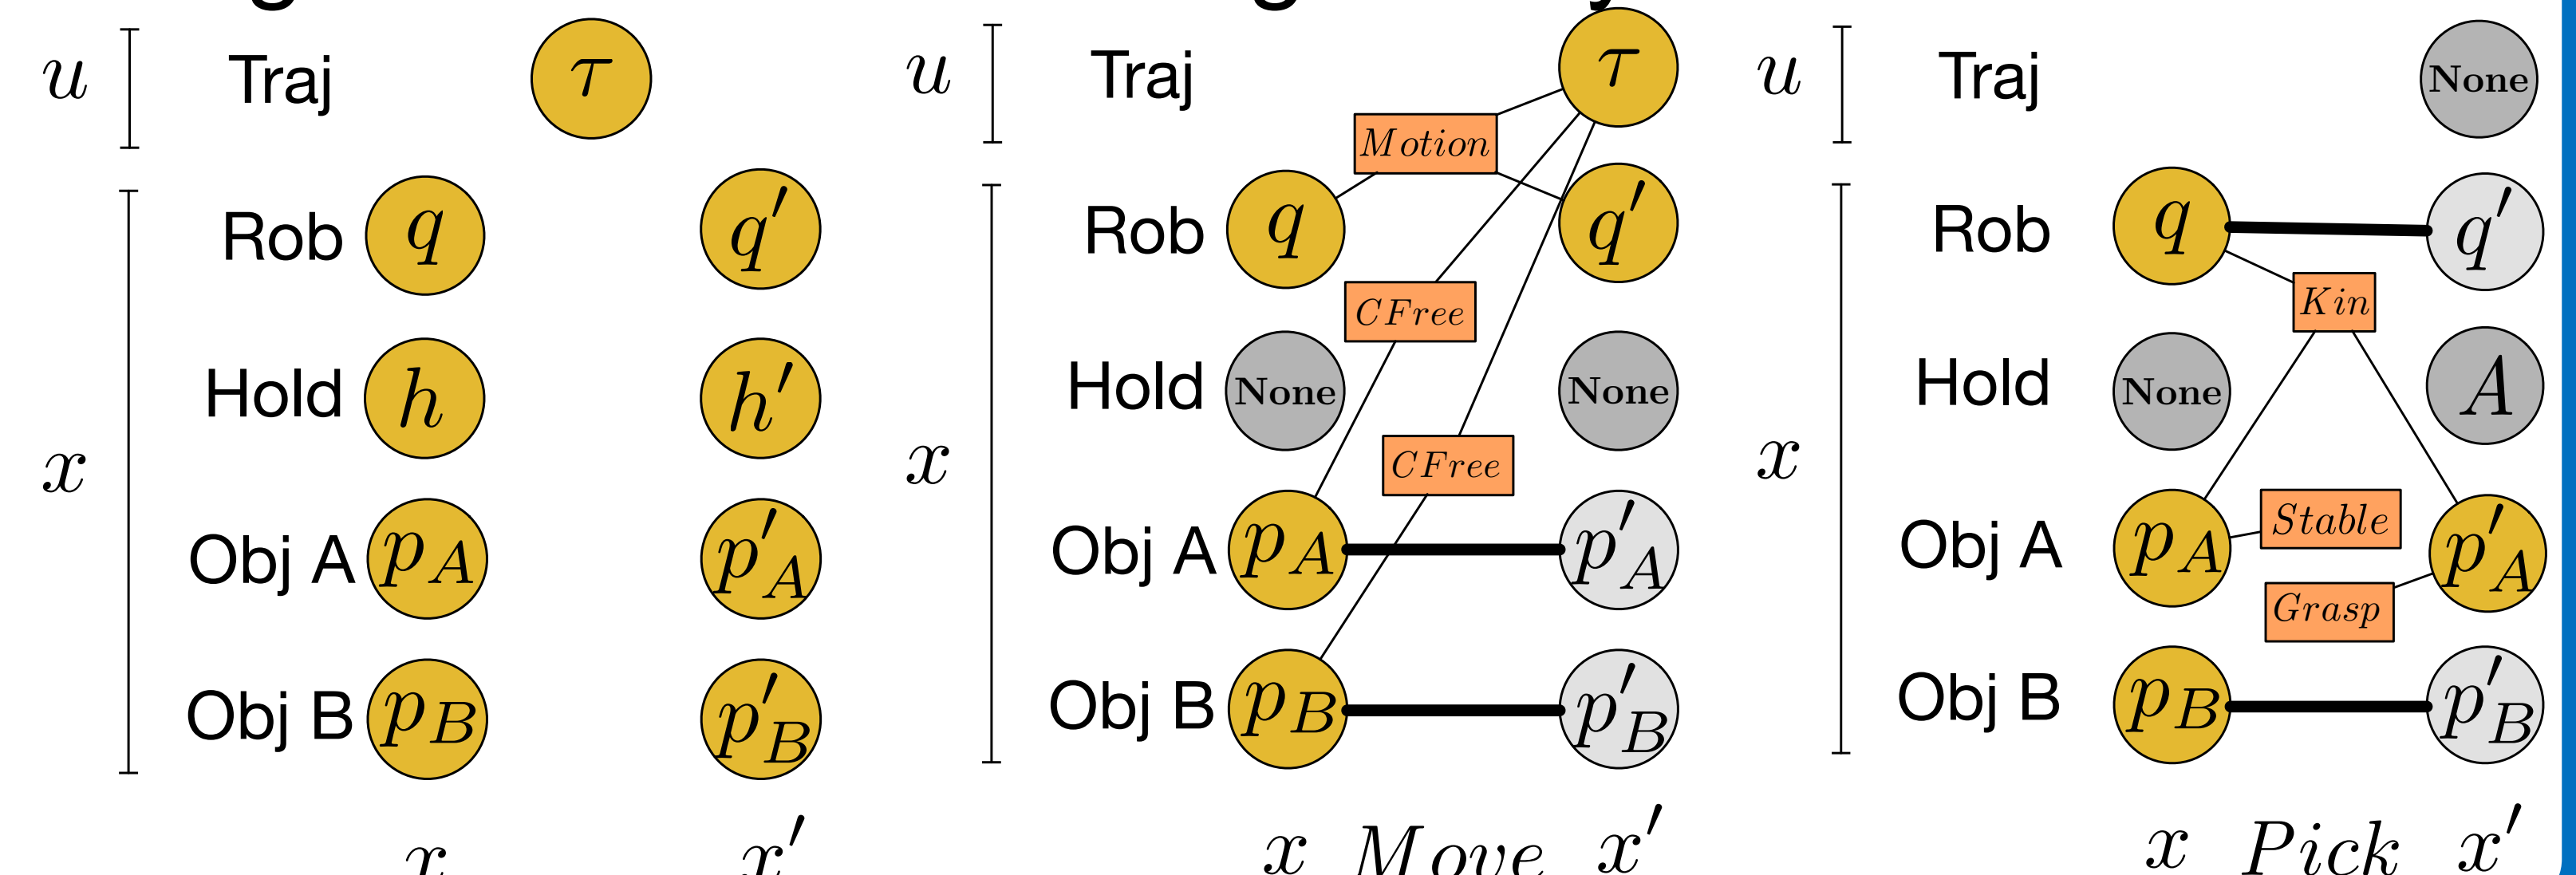 u Traj τ
Rob q q′
Hold h h′
x
Obj A p_A p′_A
Obj B p_B p′_B
x x′
u Traj τ
Motion
Rob q q′
CFree
Hold None None
x
CFree
Obj A p_A p′_A
Obj B p_B p′_B
x Move x′
u Traj None
Rob q q′
Kin
Hold None A
x
Stable
Obj A p_A p′_A
Grasp
Obj B p_B p′_B
x Pick x′